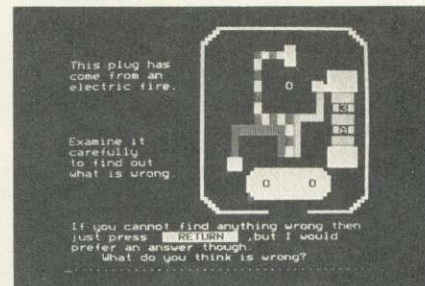 This plug has
come from an
electric fire.
O
3
A
Examine it
carefully
to find out
what is wrong.
O O
If you cannot find anything wrong then
just press RETURN ,but I would
prefer an answer though.
What do you think is wrong?